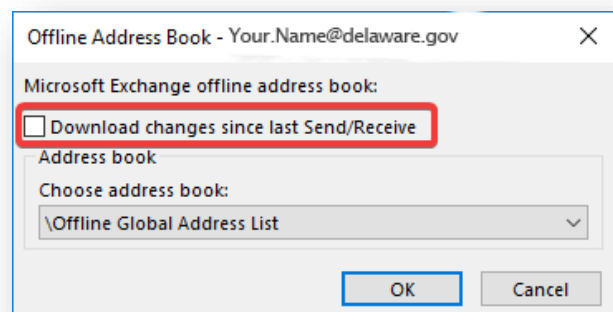 Offline Address Book - Your.Name@delaware.gov
Microsoft Exchange offline address book:
Download changes since last Send/Receive
Address book
Choose address book:
\Offline Global Address List
OK Cancel